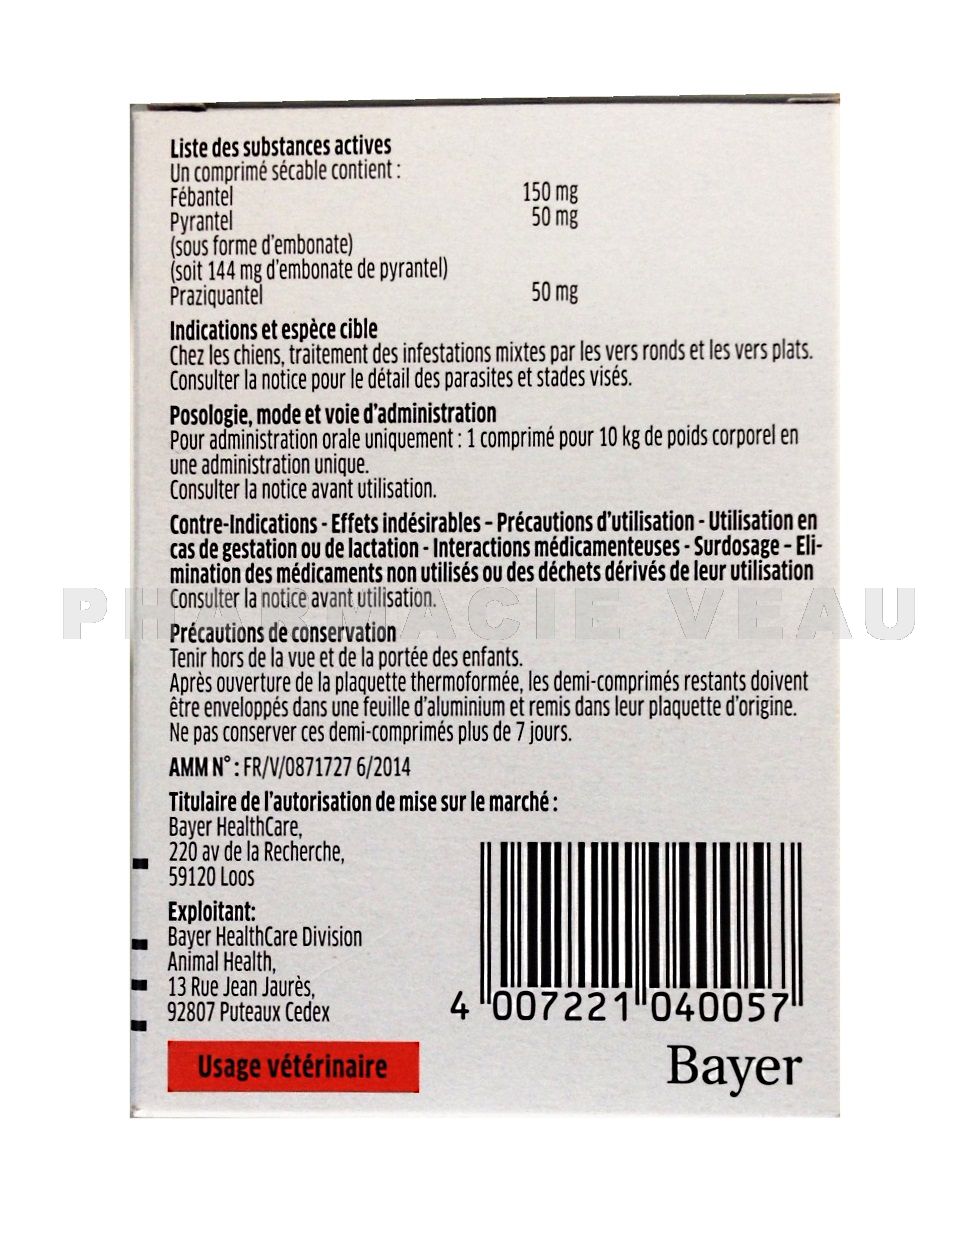 Liste des substances actives
Un comprimé sécable contient :
Fébantel 150 mg
Pyrantel 50 mg
(sous forme d'embonate)
(soit 144 mg d'embonate de pyrantel)
Praziquantel 50 mg
Indications et espèce cible
Chez les chiens, traitement des infestations mixtes par les vers ronds et les vers plats.
Consulter la notice pour le détail des parasites et stades visés.
Posologie, mode et voie d'administration
Pour administration orale uniquement : 1 comprimé pour 10 kg de poids corporel en
une administration unique.
Consulter la notice avant utilisation.
Contre-Indications - Effets indésirables – Précautions d'utilisation - Utilisation en
cas de gestation ou de lactation - Interactions médicamenteuses - Surdosage – Eli-
mination des médicaments non utilisés ou des déchets dérivés de leur utilisation
Consulter la notice avant utilisation.
PHARMACIE VEAU
Précautions de conservation
Tenir hors de la vue et de la portée des enfants.
Après ouverture de la plaquette thermoformée, les demi-comprimés restants doivent
être enveloppés dans une feuille d'aluminium et remis dans leur plaquette d'origine.
Ne pas conserver ces demi-comprimés plus de 7 jours.
AMM N° : FR/V/0871727 6/2014
Titulaire de l'autorisation de mise sur le marché :
Bayer HealthCare,
220 av de la Recherche,
59120 Loos
Exploitant:
Bayer HealthCare Division
Animal Health,
13 Rue Jean Jaurès,
92807 Puteaux Cedex
4 007221 040057
Usage vétérinaire
Bayer